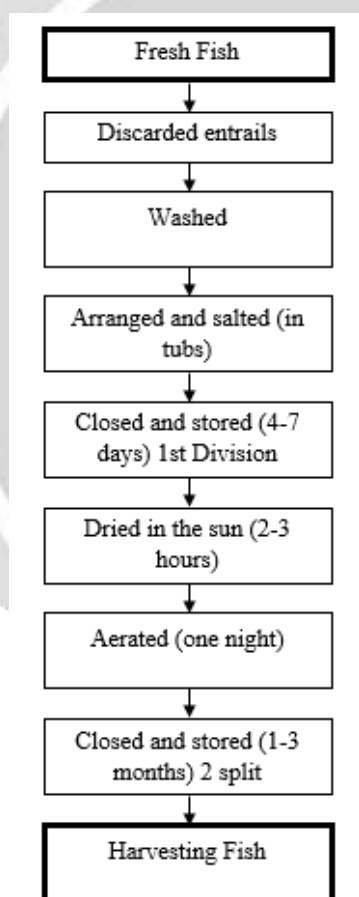 Fresh Fish
Discarded entrails
Washed
Arranged and salted (in
tubs)
Closed and stored (4-7
days) 1st Division
Dried in the sun (2-3
hours)
Aerated (one night)
Closed and stored (1-3
months) 2 split
Harvesting Fish